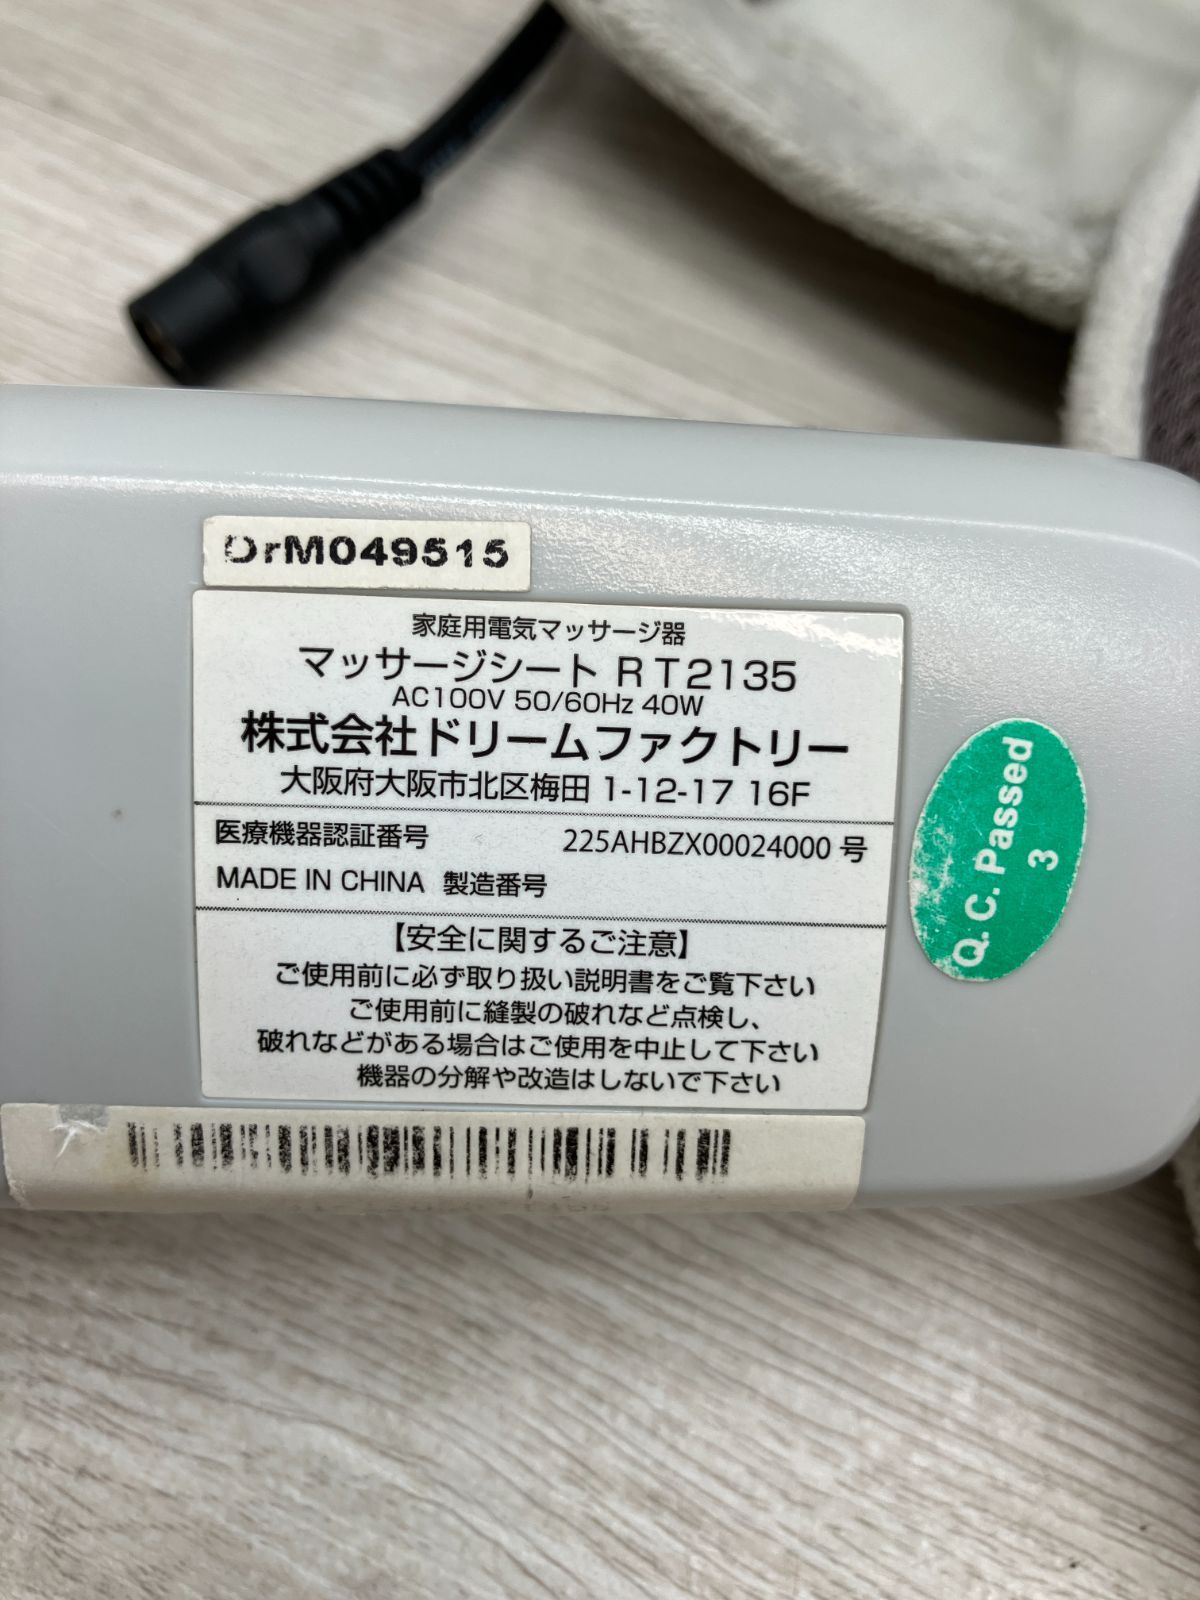 DrM049515
家庭用電気マッサージ器
マッサージシート RT2135
AC100V 50/60Hz 40W
株式会社ドリームファクトリー
大阪府大阪市北区梅田 1-12-17 16F
医療機器認証番号 225AHBZX00024000 号
MADE IN CHINA 製造番号
【安全に関するご注意】
ご使用前に必ず取り扱い説明書をご覧下さい
ご使用前に縫製の破れなど点検し、
破れなどがある場合はご使用を中止して下さい
機器の分解や改造はしないで下さい
Q. C. Passed
3